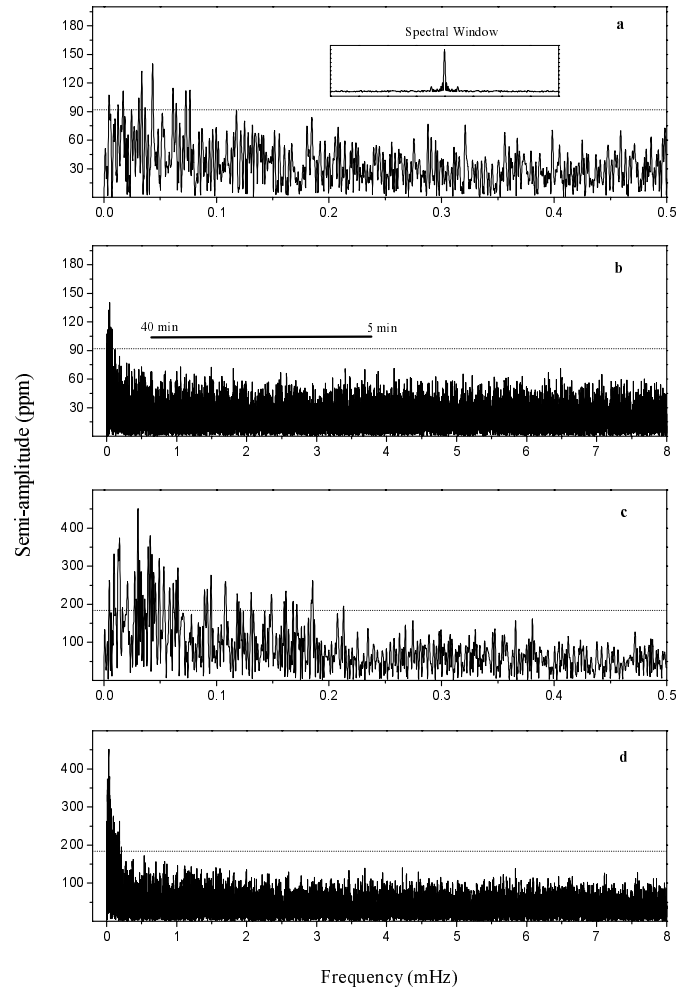 180
150
120
90
60
30
Spectral Window
a
0.0 0.1 0.2 0.3 0.4 0.5
180
150
120
90
60
30
b
40 min 5 min
0 1 2 3 4 5 6 7 8
Semi-amplitude (ppm)
400
300
200
100
c
0.0 0.1 0.2 0.3 0.4 0.5
400
300
200
100
d
0 1 2 3 4 5 6 7 8
Frequency (mHz)